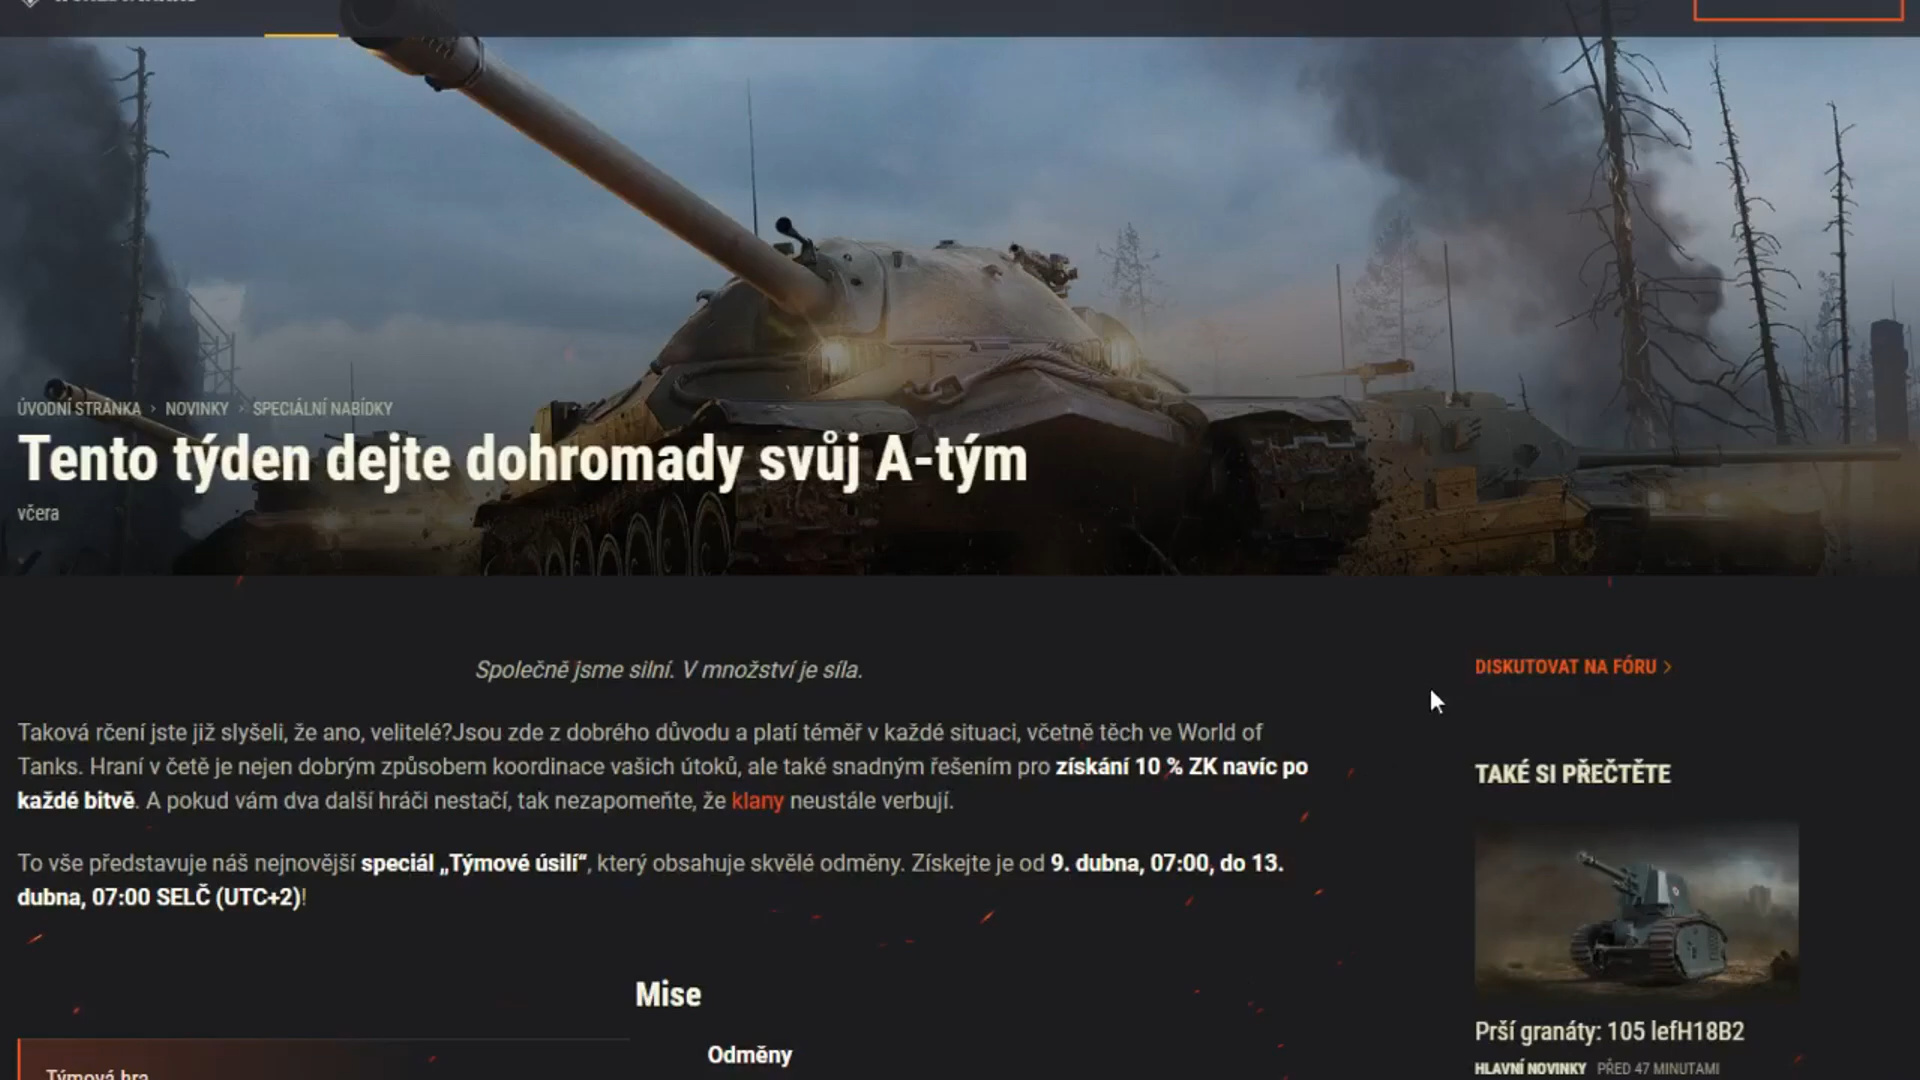 ÚVODNÍ STRÁNKA > NOVINKY > SPECIÁLNÍ NABÍDKY
Tento týden dejte dohromady svůj A-tým
včera
Společně jsme silní. V množství je síla.
DISKUTOVAT NA FÓRU >
Taková rčení jste již slyšeli, že ano, velitelé?Jsou zde z dobrého důvodu a platí téměř v každé situaci, včetně těch ve World of
Tanks. Hraní v četě je nejen dobrým způsobem koordinace vašich útoků, ale také snadným řešením pro získání 10 % ZK navíc po
každé bitvě. A pokud vám dva další hráči nestačí, tak nezapomeňte, že klany neustále verbují.
To vše představuje náš nejnovější speciál „Týmové úsilí“, který obsahuje skvělé odměny. Získejte je od 9. dubna, 07:00, do 13.
dubna, 07:00 SELČ (UTC+2)!
Mise
Odměny
Týmová hra
TAKÉ SI PŘEČTĚTE
Prší granáty: 105 lefH18B2
HLAVNÍ NOVINKY PŘED 47 MINUTAMI